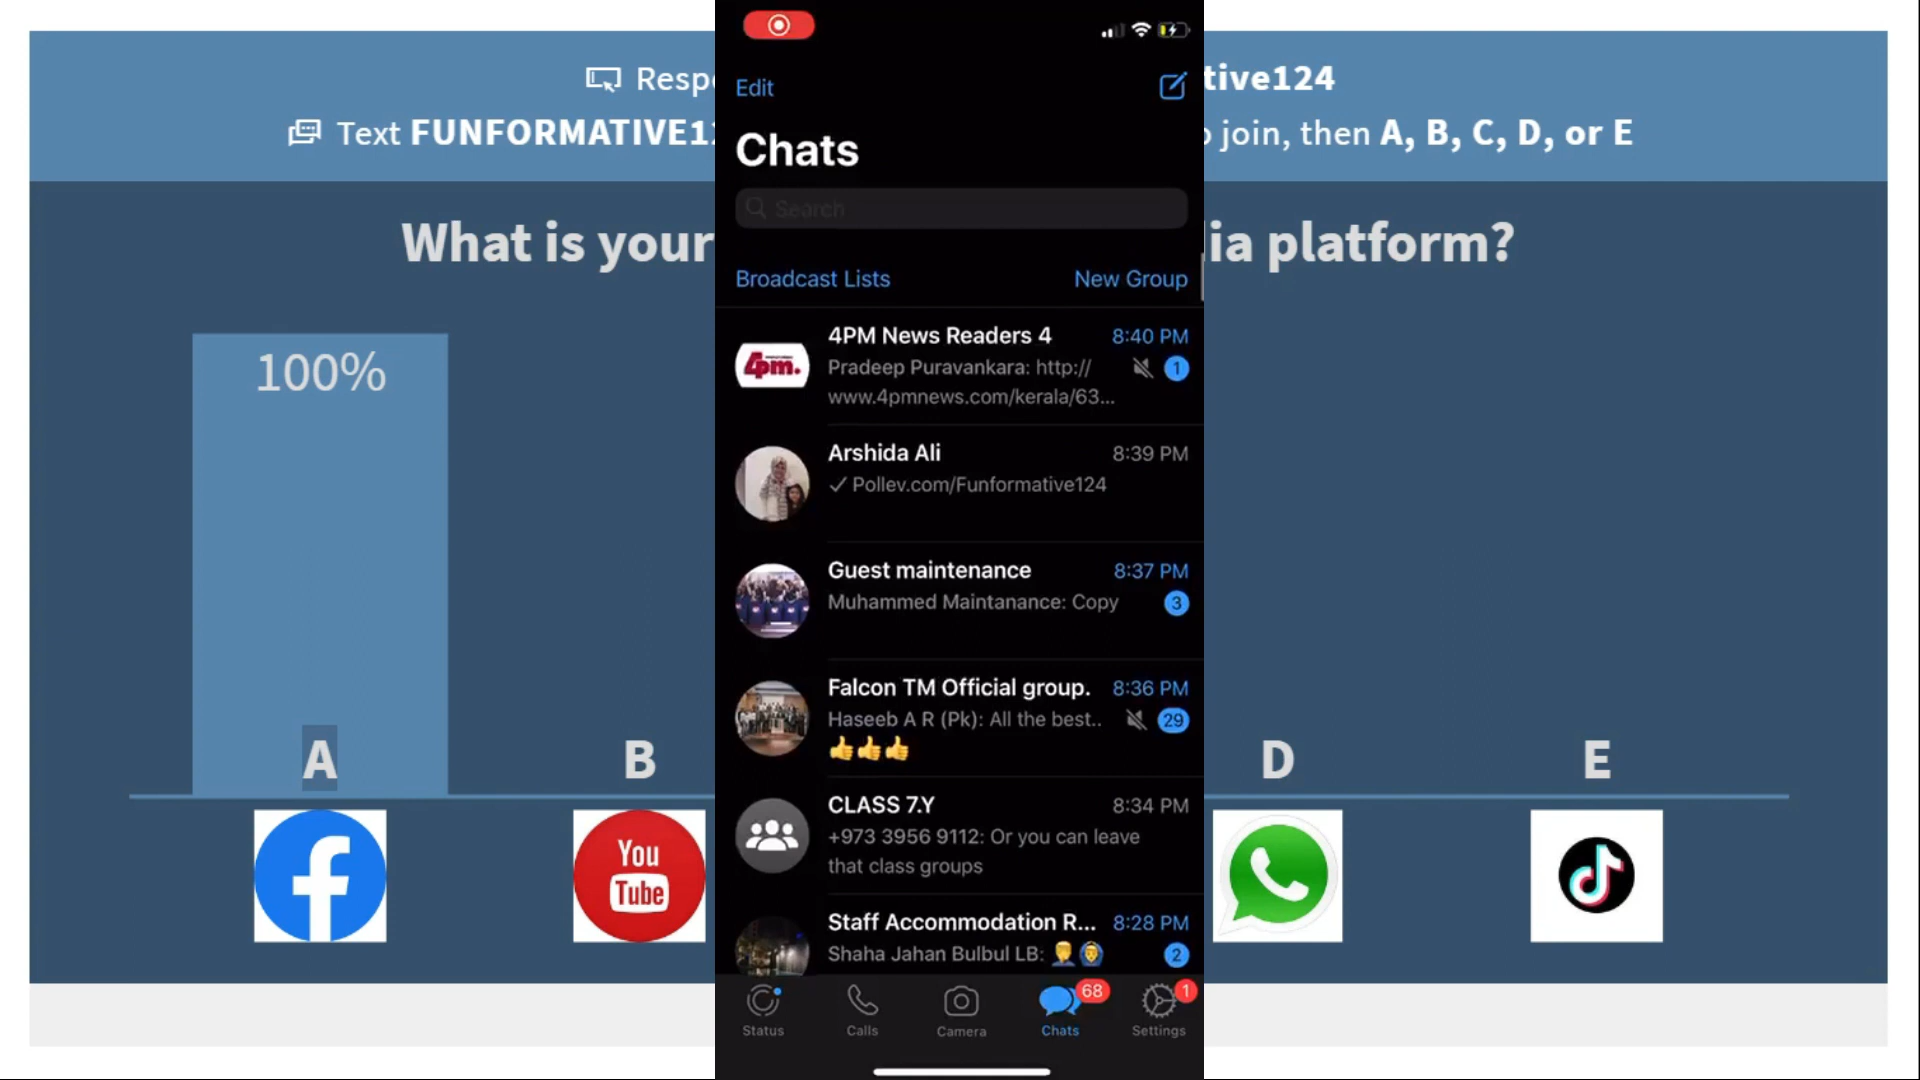 Resp
tive124
Text FUNFORMATIVE12
o join, then A, B, C, D, or E
What is your
ia platform?
100%
A
B
D
E
You
Tube
Edit
Chats
Search
Broadcast Lists
New Group
4PM News Readers 4
8:40 PM
4pm.
Pradeep Puravankara: http://
1
www.4pmnews.com/kerala/63...
Arshida Ali
8:39 PM
Pollev.com/Funformative124
Guest maintenance
8:37 PM
Muhammed Maintanance: Copy
3
Falcon TM Official group.
8:36 PM
Haseeb A R (Pk): All the best..
29
👍👍👍
CLASS 7.Y
8:34 PM
+973 3956 9112: Or you can leave
that class groups
Staff Accommodation R...
8:28 PM
Shaha Jahan Bulbul LB:
2
68
1
Status
Calls
Camera
Chats
Settings